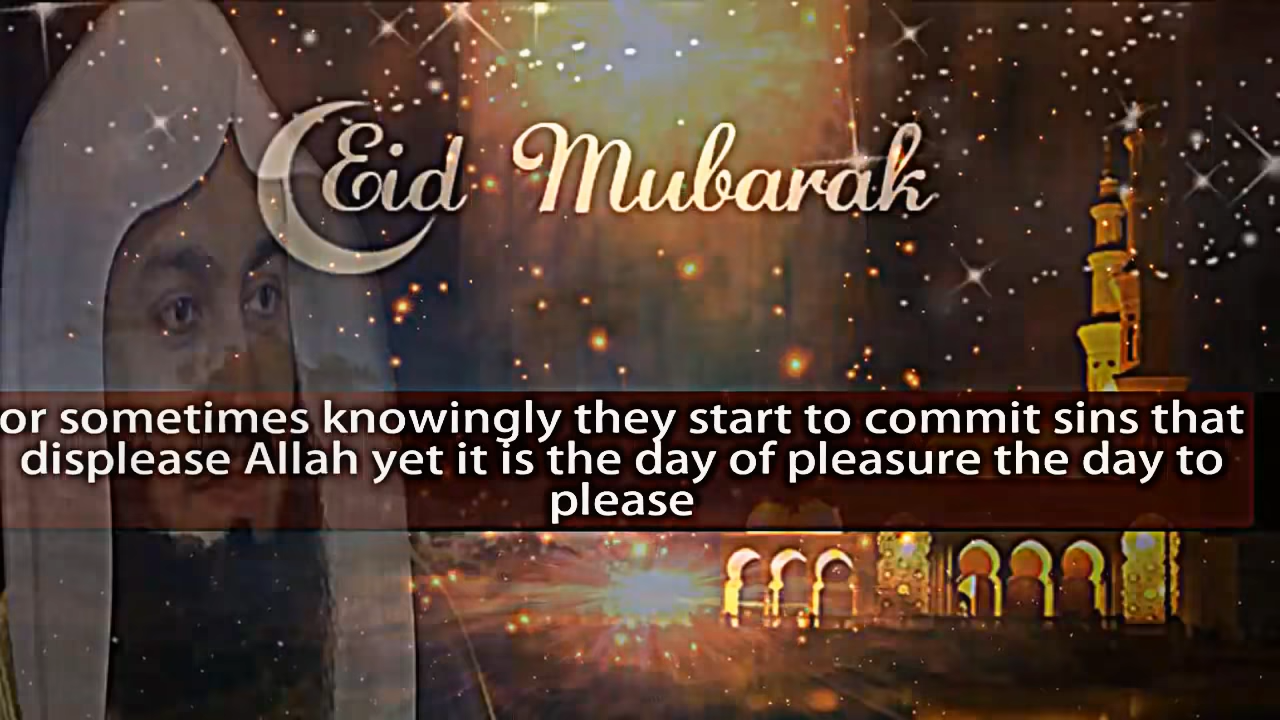 Eid Mubarak
or sometimes knowingly they start to commit sins that
displease Allah yet it is the day of pleasure the day to
please